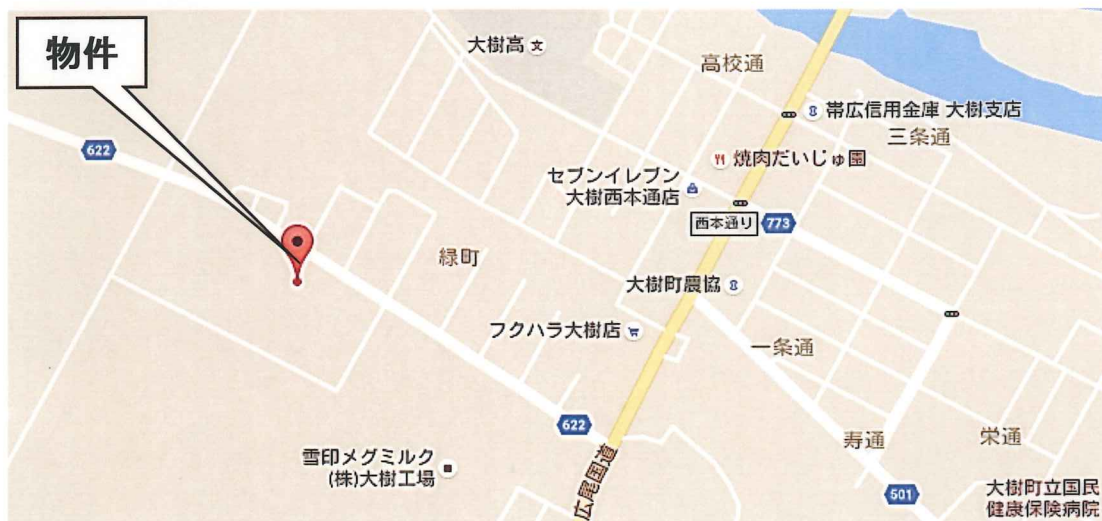 物件
大樹高
高校通
帯広信用金庫 大樹支店
三条通
622
焼肉だいじゅ園
セブンイレブン
大樹西本通店
西本通り
773
緑町
大樹町農協
フクハラ大樹店
一条通
622
寿通
栄通
雪印メグミルク
(株)大樹工場
広尾国道
501
大樹町立国民
健康保険病院